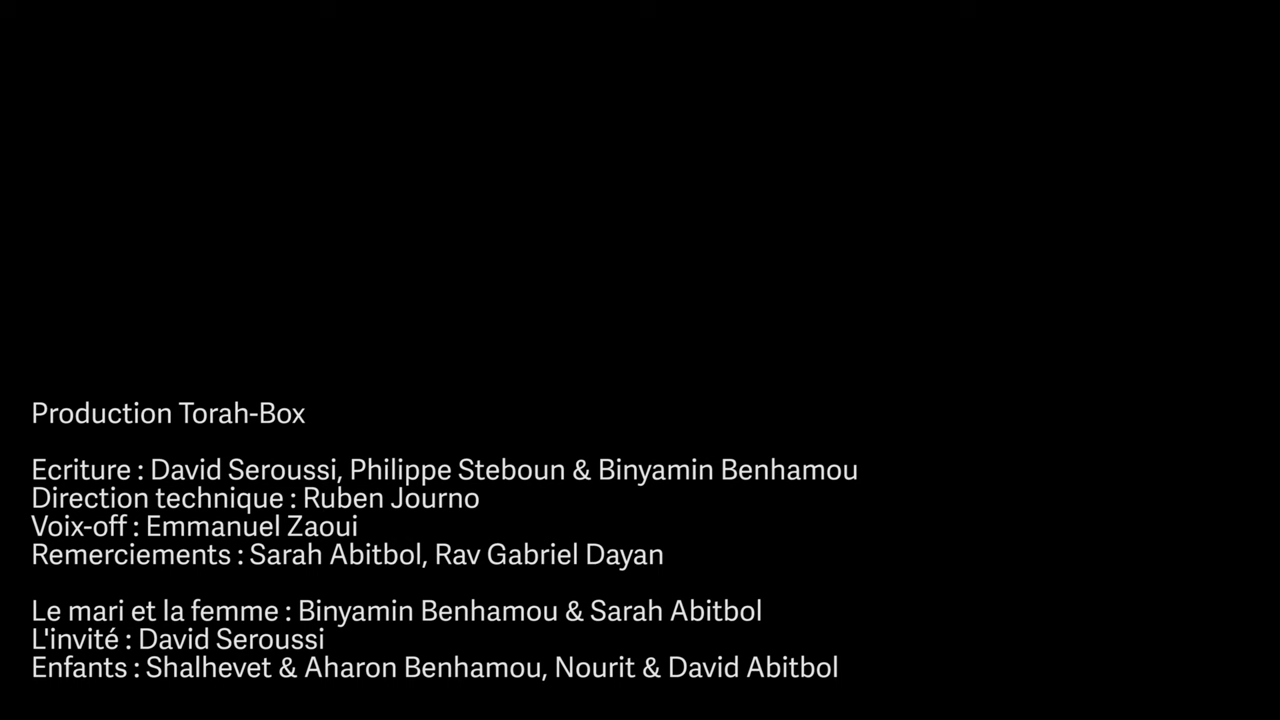 Production Torah-Box
Ecriture : David Seroussi, Philippe Steboun & Binyamin Benhamou
Direction technique : Ruben Journo
Voix-off : Emmanuel Zaoui
Remerciements : Sarah Abitbol, Rav Gabriel Dayan
Le mari et la femme : Binyamin Benhamou & Sarah Abitbol
L'invité : David Seroussi
Enfants : Shalhevet & Aharon Benhamou, Nourit & David Abitbol